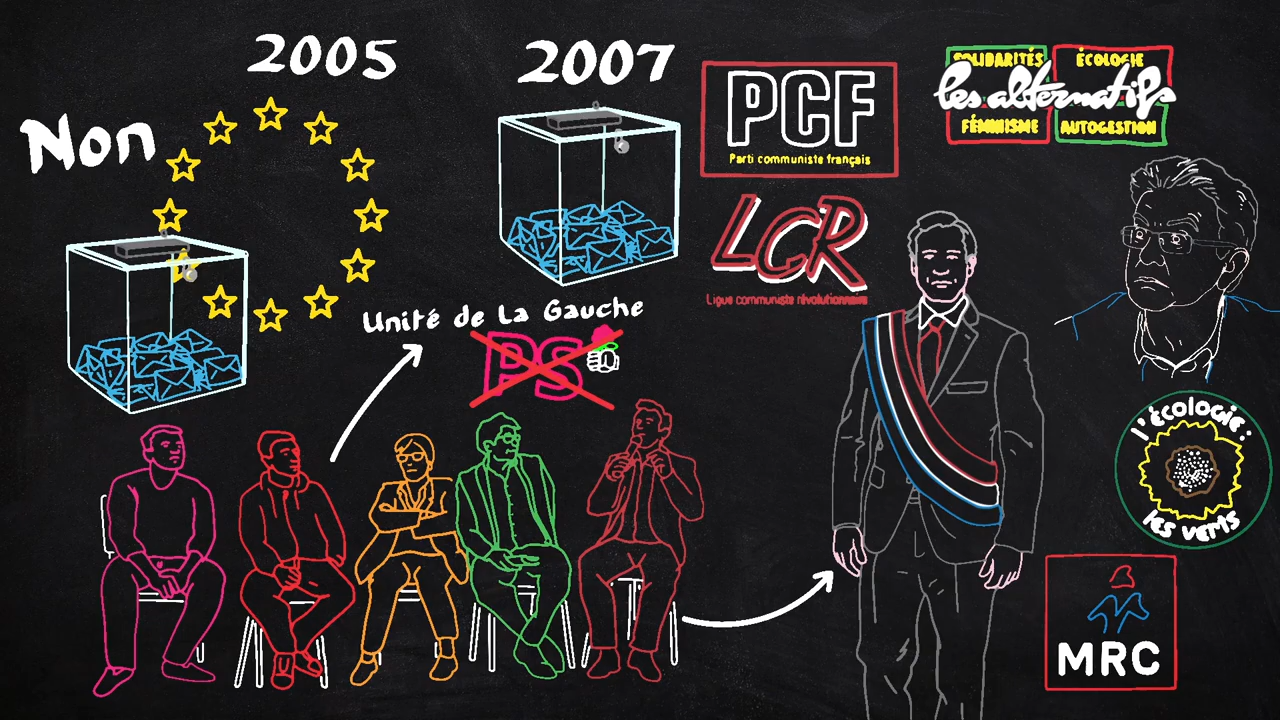 2005
Non
2007
Unité de La Gauche
PS
PCF
Parti communiste français
LCR
Ligue communiste révolutionnaire
SOLIDARITÉS
ÉCOLOGIE
les alternatifs
FÉMINISME
AUTOGESTION
l'écologie:
les verts
MRC